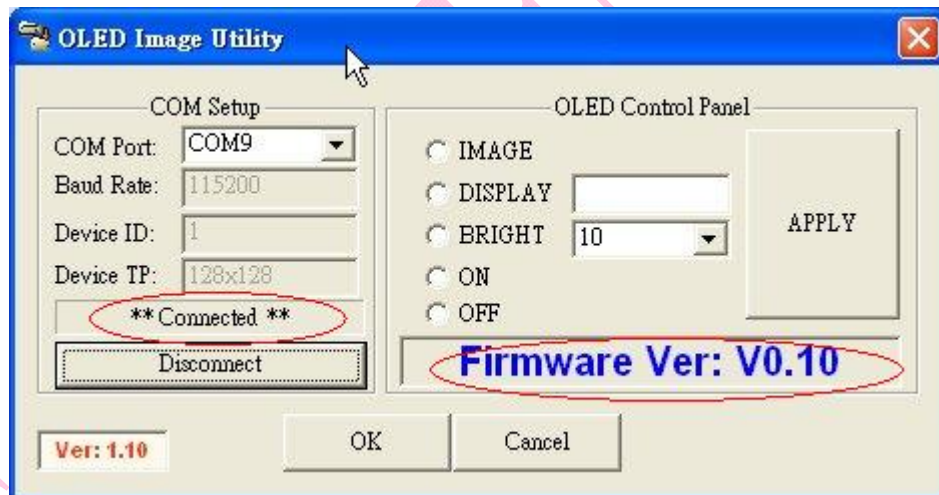 OLED Image Utility
COM Setup
COM Port: COM9
Baud Rate: 115200
Device ID: 1
Device TP: 128x128
** Connected **
Disconnect
OLED Control Panel
IMAGE
DISPLAY
BRIGHT 10
ON
OFF
APPLY
Firmware Ver: V0.10
Ver: 1.10
OK
Cancel